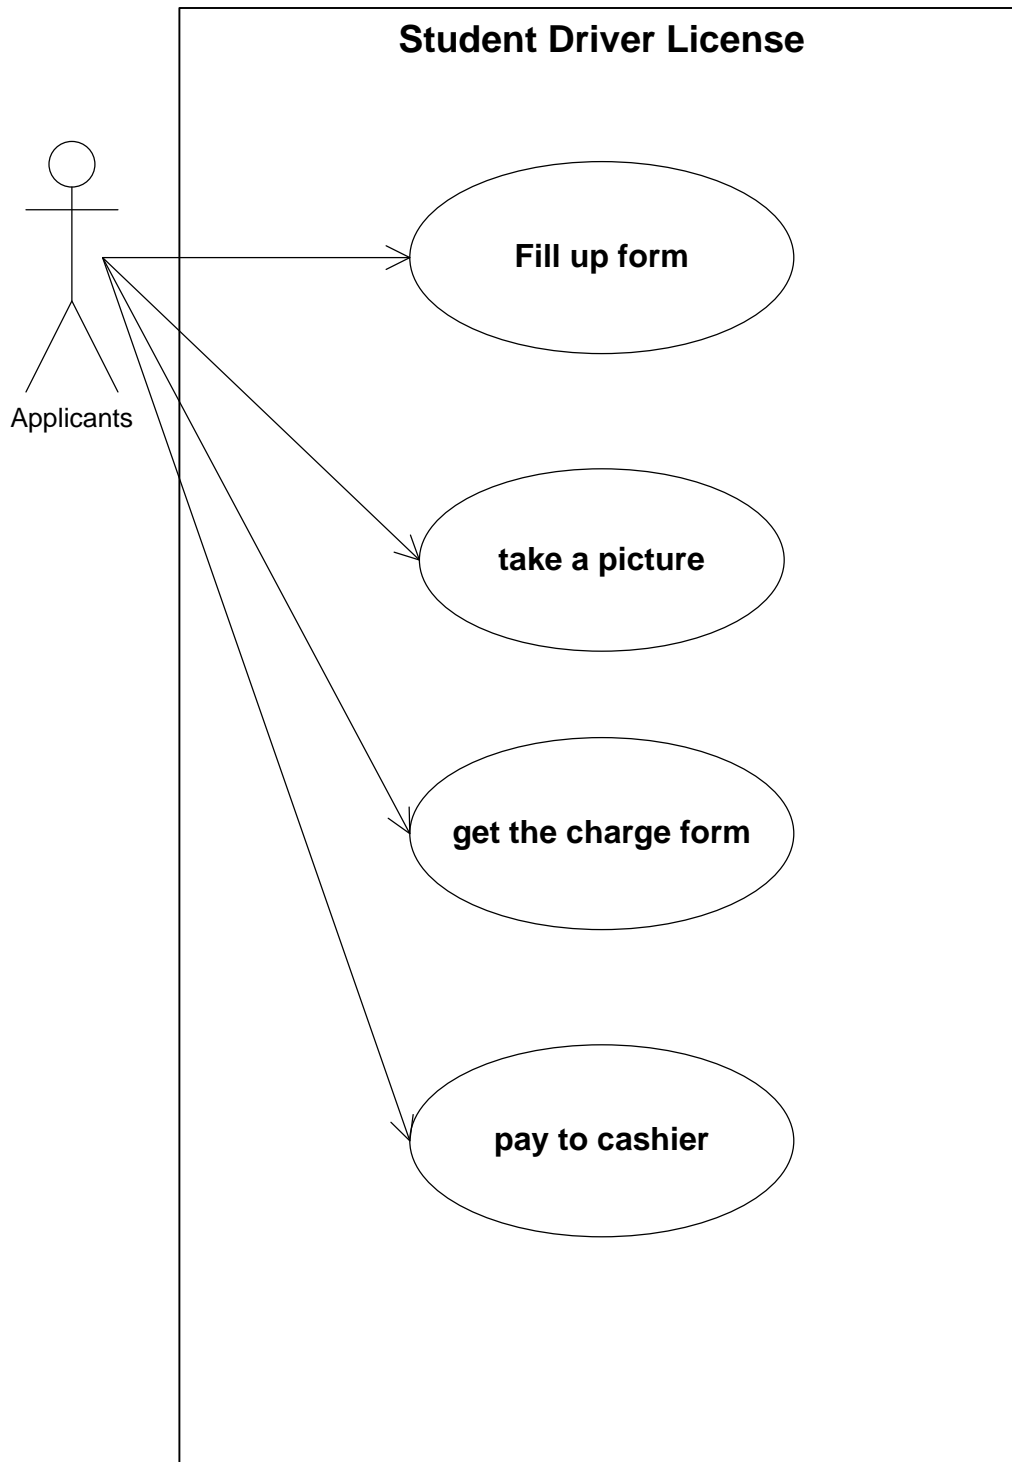 Student Driver License
Fill up form
Applicants
take a picture
get the charge form
pay to cashier